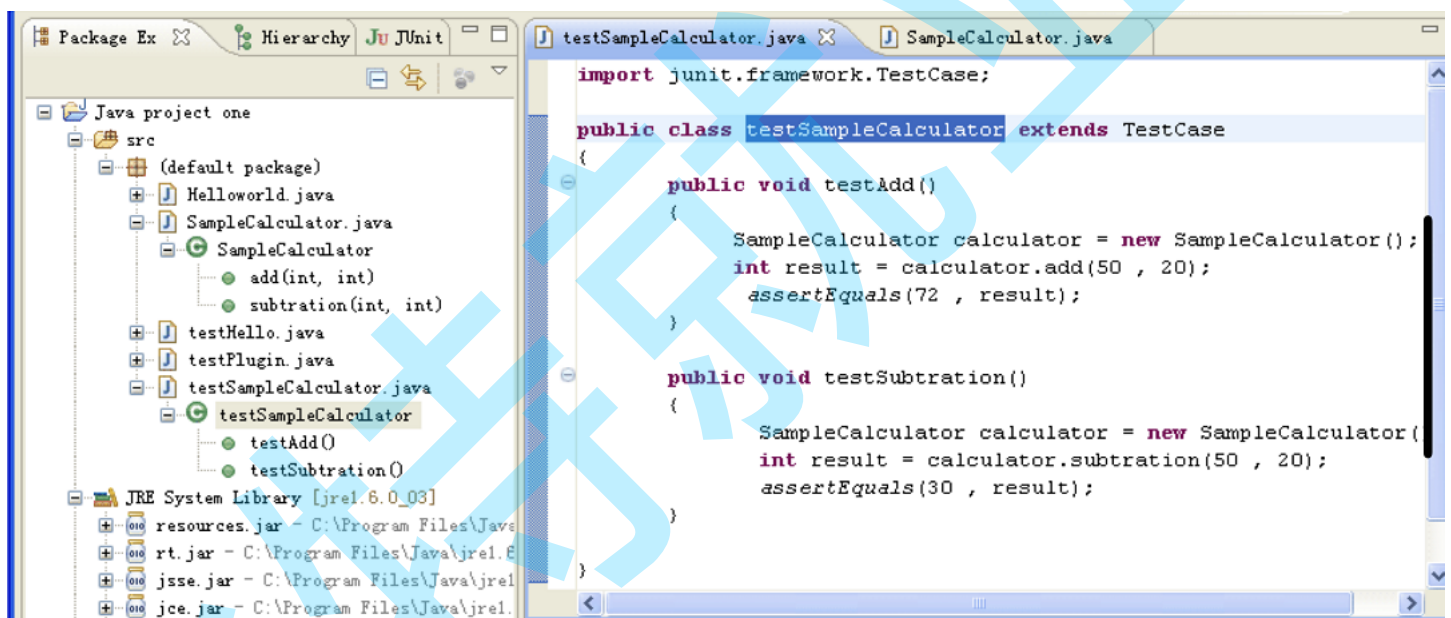 Package Ex
Hierarchy
JUnit
Java project one
src
(default package)
Helloworld.java
SampleCalculator.java
SampleCalculator
add(int, int)
subtration(int, int)
testHello.java
testPlugin.java
testSampleCalculator.java
testSampleCalculator
testAdd()
testSubtration()
JRE System Library [jre1.6.0_03]
resources.jar - C:\Program Files\Java
rt.jar - C:\Program Files\Java\jre1.6
jsse.jar - C:\Program Files\Java\jre1
jce.jar - C:\Program Files\Java\jre1.
testSampleCalculator.java
SampleCalculator.java
import junit.framework.TestCase;
public class testSampleCalculator extends TestCase
{
public void testAdd()
{
SampleCalculator calculator = new SampleCalculator();
int result = calculator.add(50 , 20);
assertEquals(72 , result);
}
public void testSubtration()
{
SampleCalculator calculator = new SampleCalculator(
int result = calculator.subtration(50 , 20);
assertEquals(30 , result);
}
}